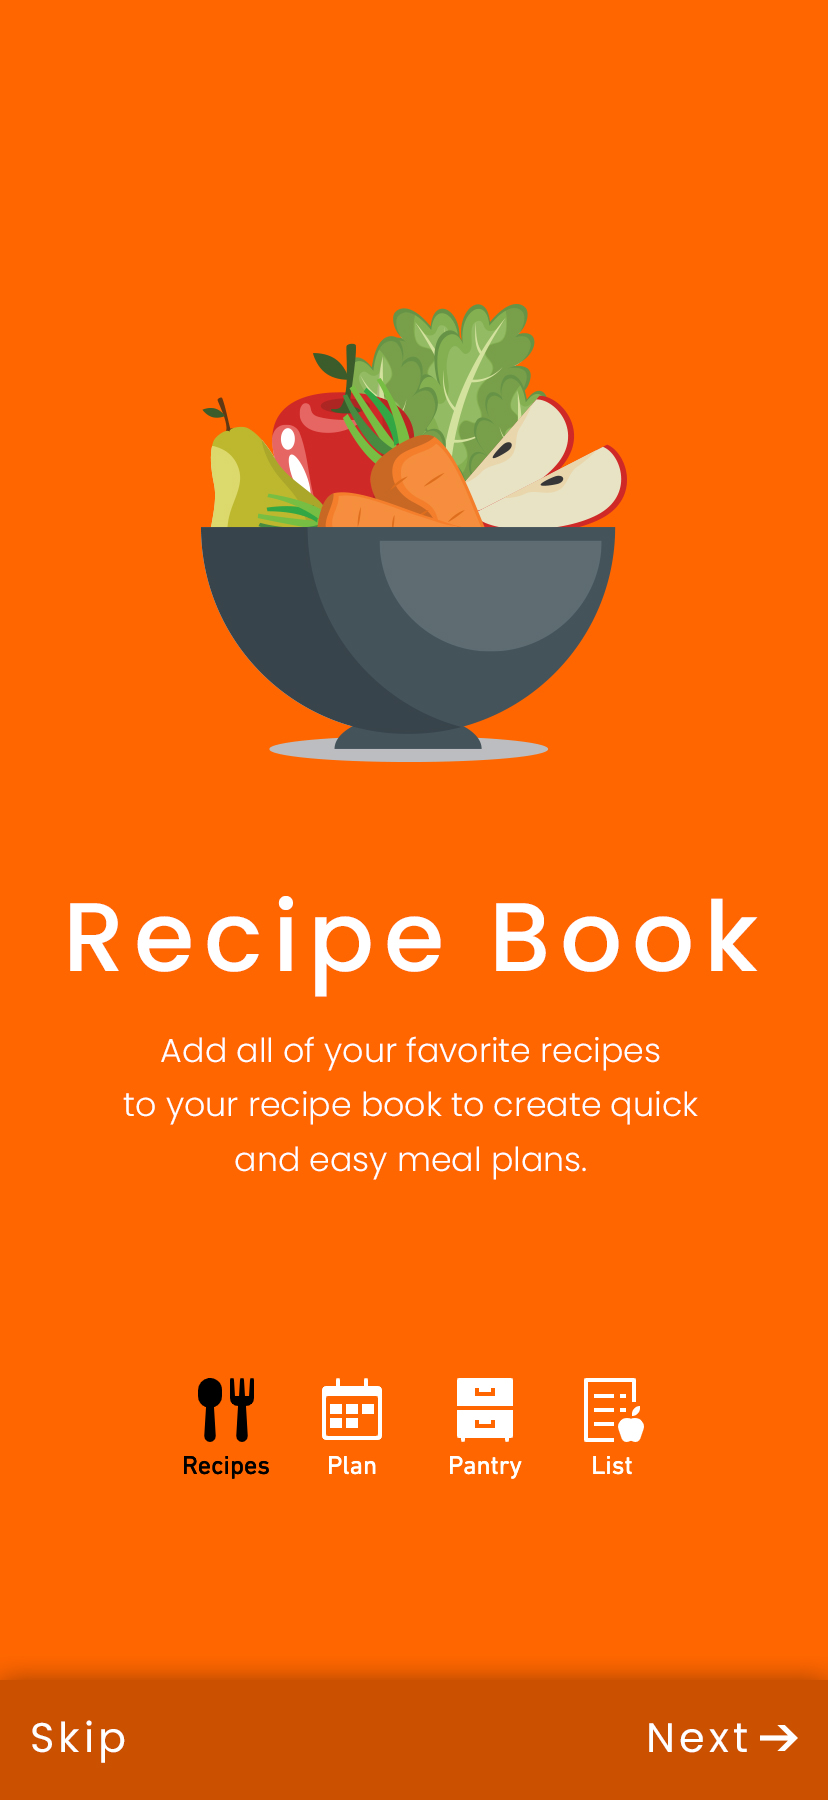 Recipe Book
Add all of your favorite recipes
to your recipe book to create quick
and easy meal plans.
Recipes Plan Pantry List
Skip Next